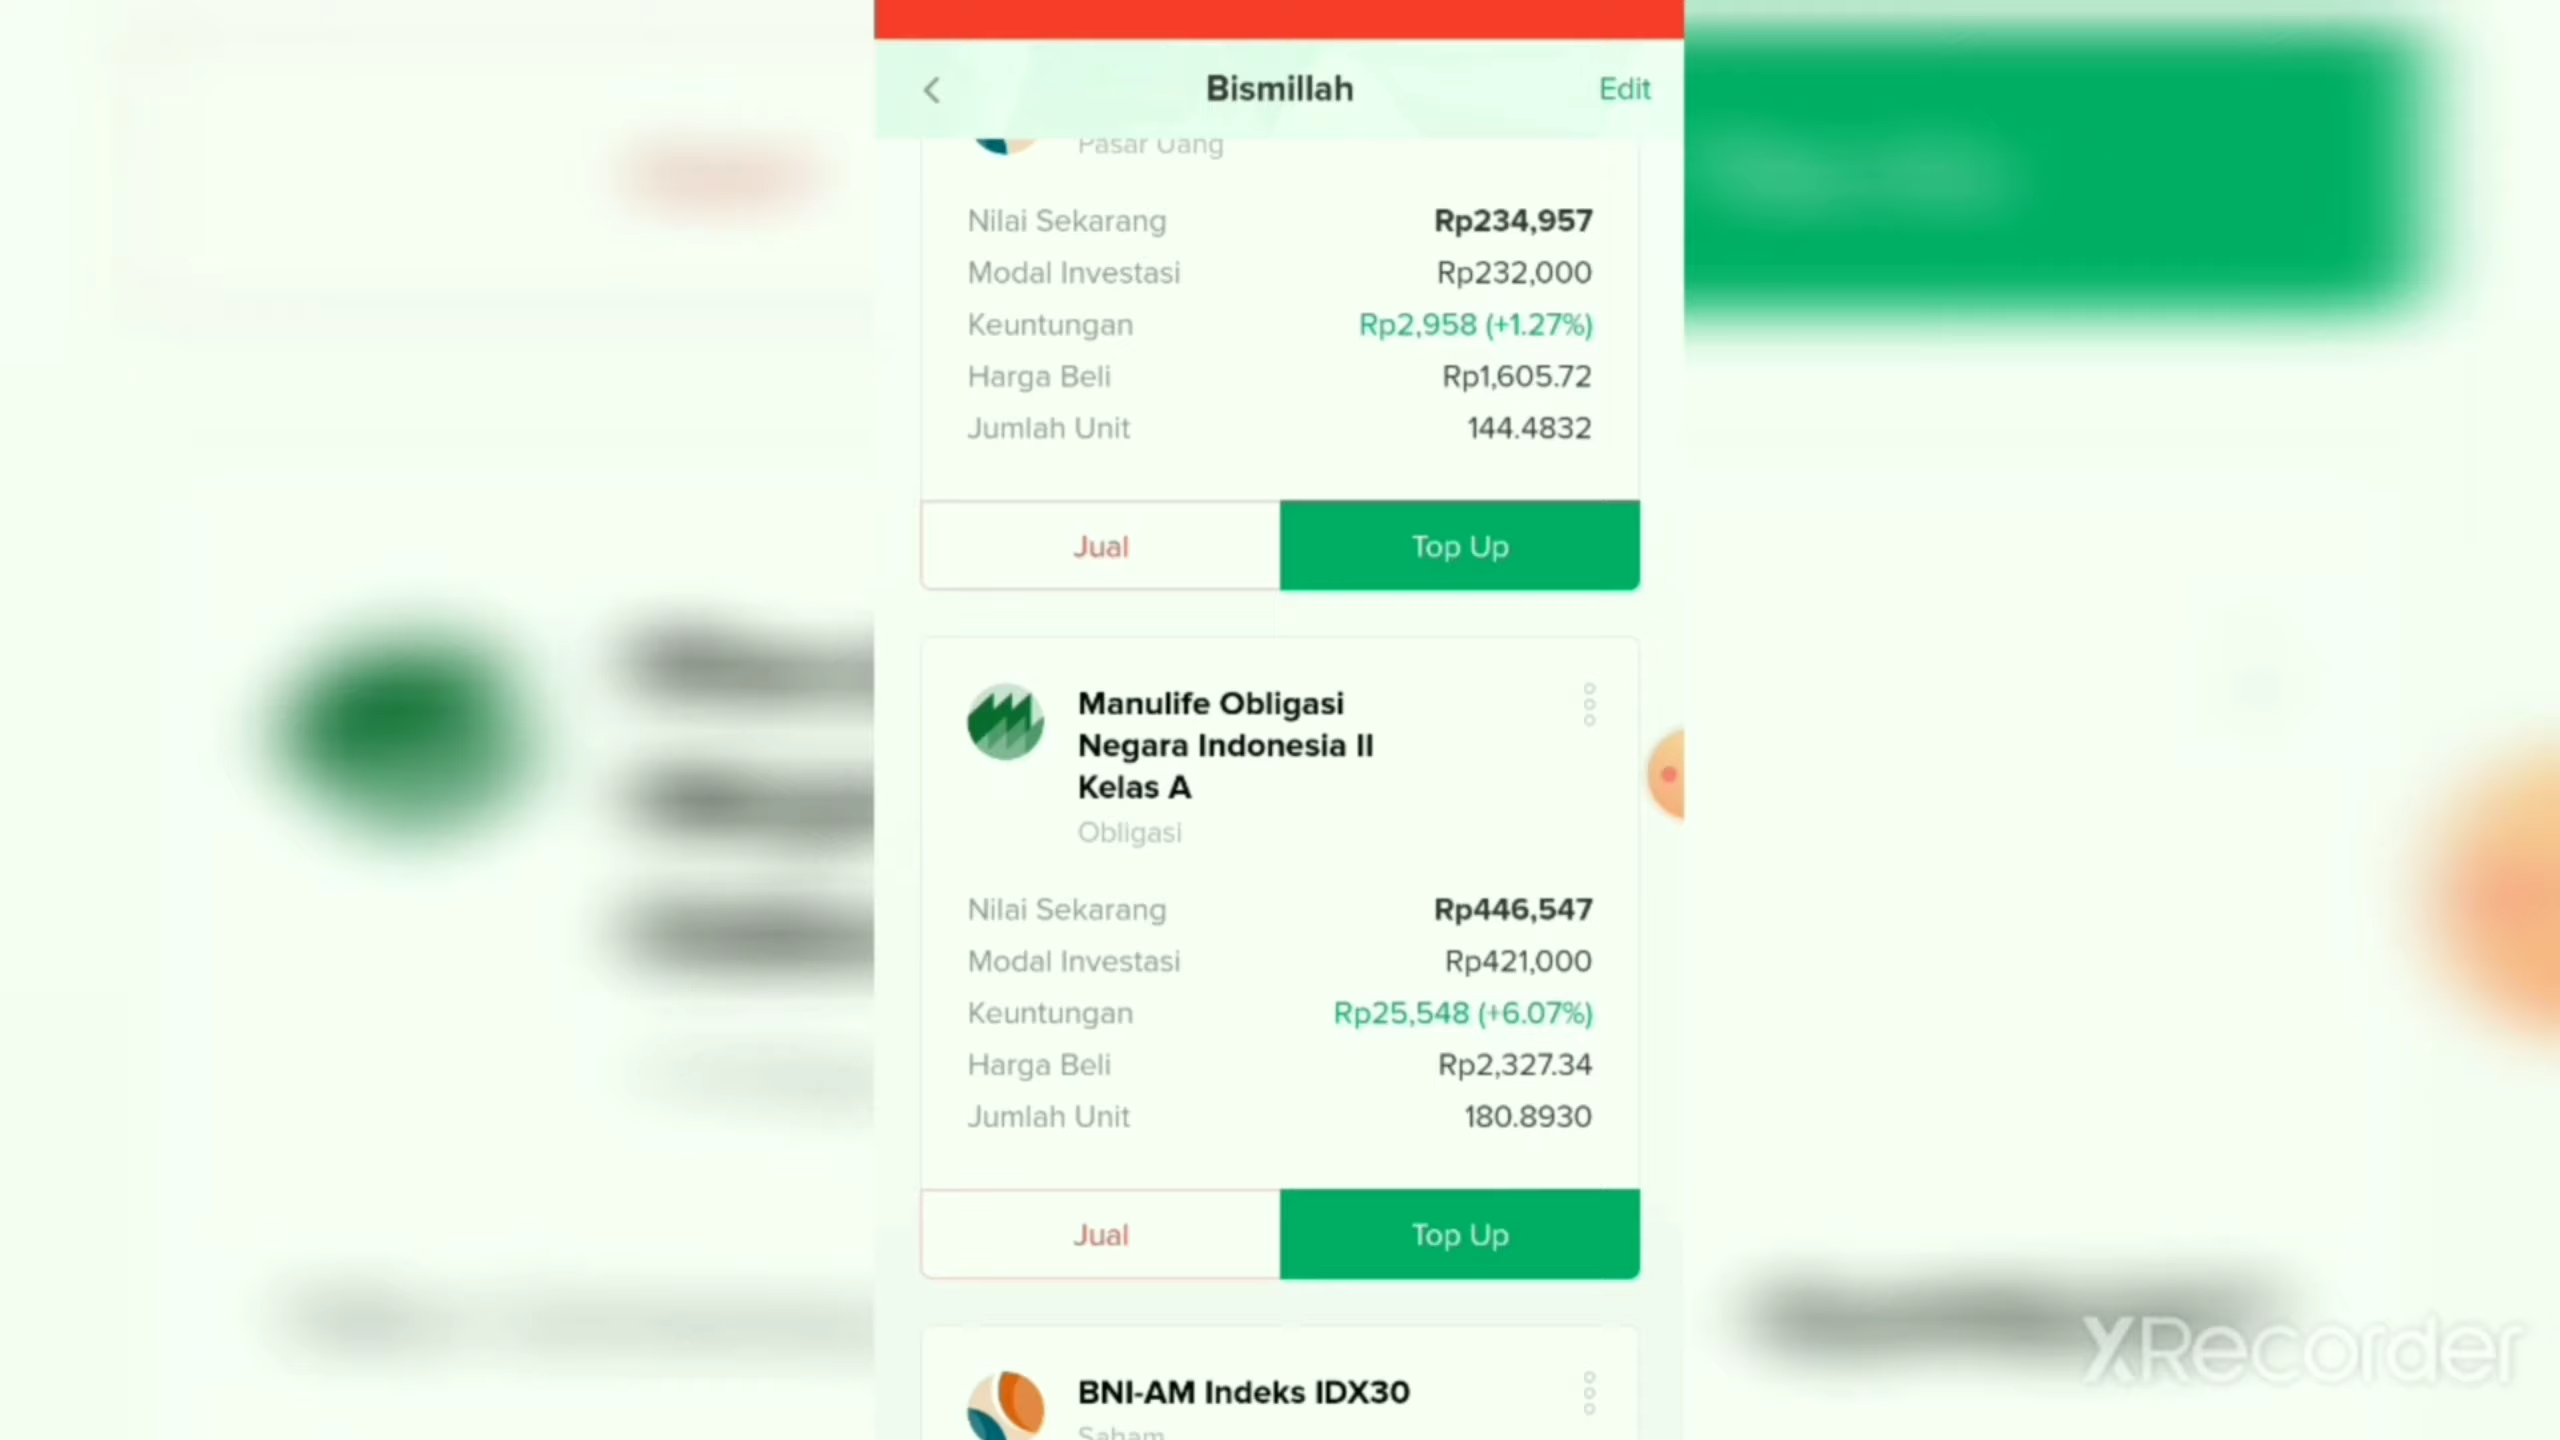 Bismillah
Edit
Pasar Uang
Nilai Sekarang Rp234,957
Modal Investasi Rp232,000
Keuntungan Rp2,958 (+1.27%)
Harga Beli Rp1,605.72
Jumlah Unit 144.4832
Jual Top Up
Manulife Obligasi
Negara Indonesia II
Kelas A
Obligasi
Nilai Sekarang Rp446,547
Modal Investasi Rp421,000
Keuntungan Rp25,548 (+6.07%)
Harga Beli Rp2,327.34
Jumlah Unit 180.8930
Jual Top Up
BNI-AM Indeks IDX30
Saham
XRecorder